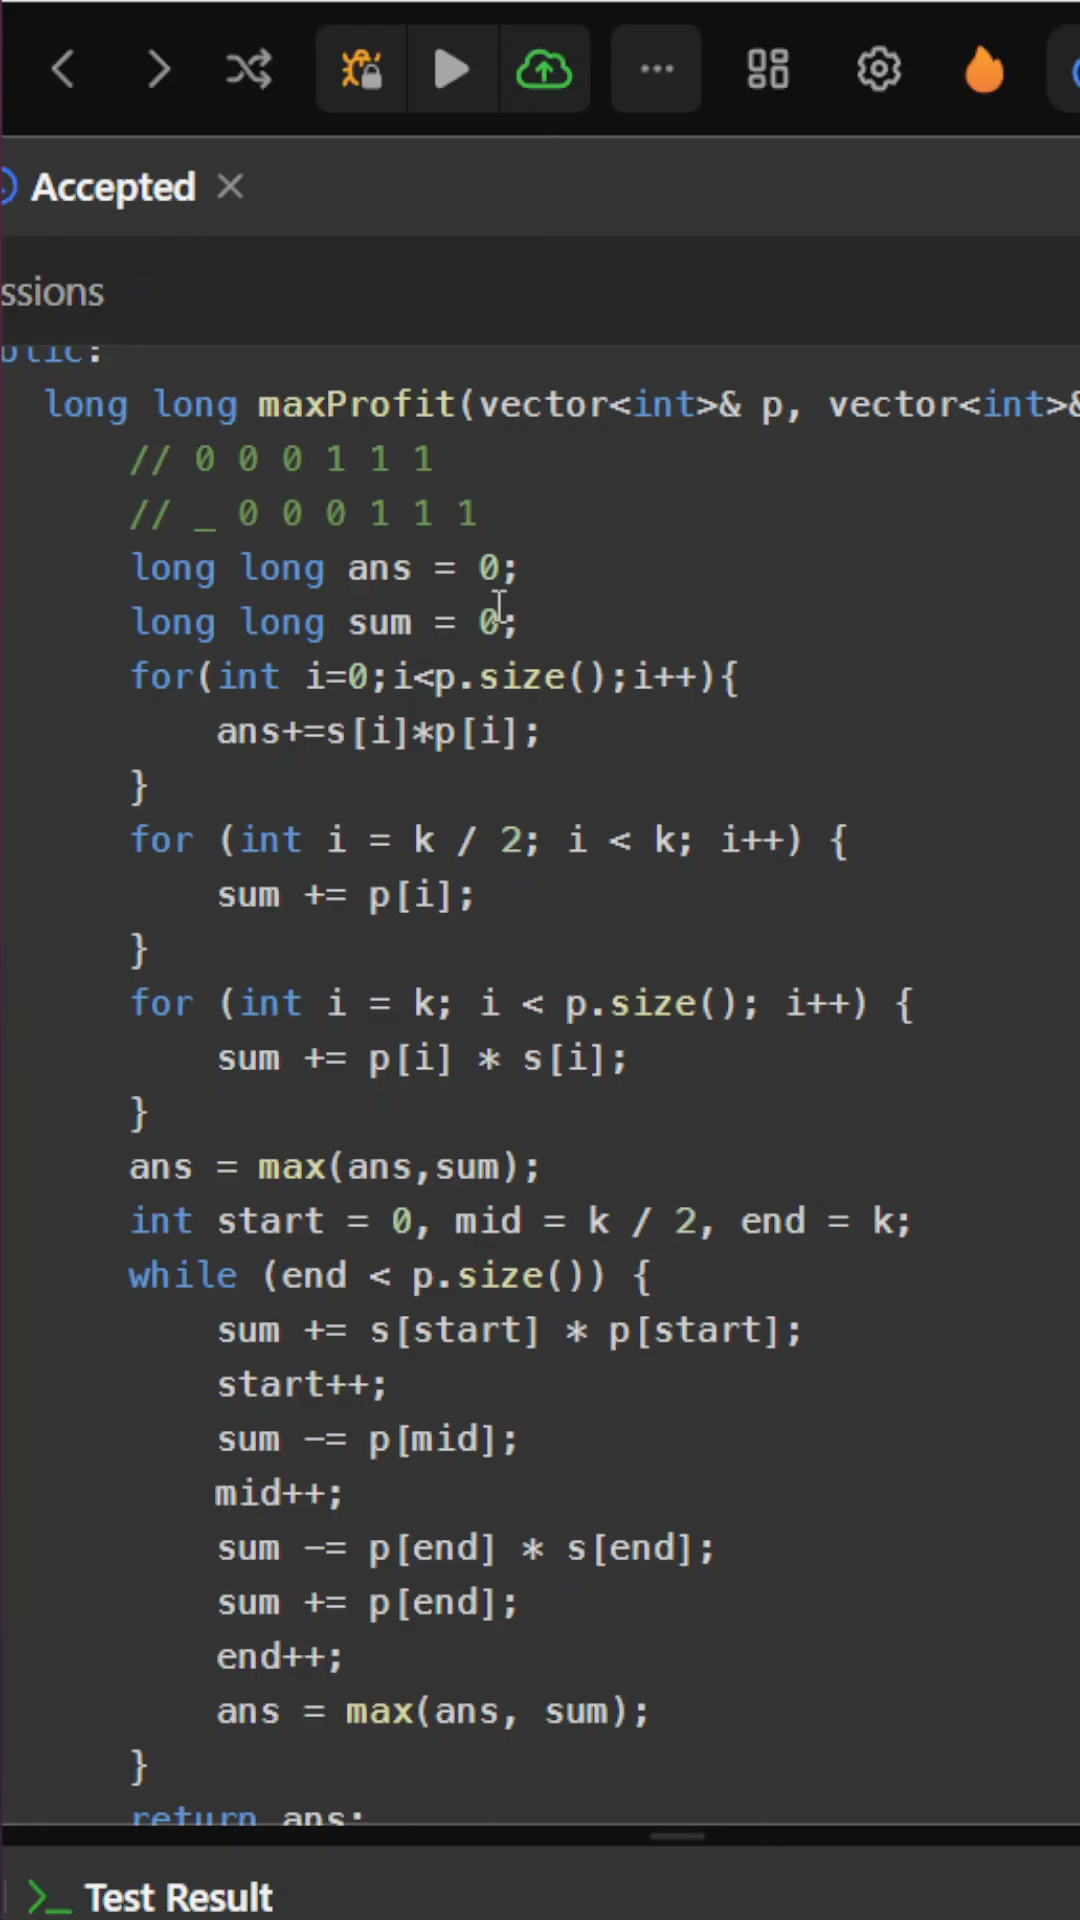 Accepted
ssions
blic:
long long maxProfit(vector<int>& p, vector<int>&
// 0 0 0 1 1 1
// _ 0 0 0 1 1 1
long long ans = 0;
long long sum = 0;
for(int i=0;i<p.size();i++){
ans+=s[i]*p[i];
}
for (int i = k / 2; i < k; i++) {
sum += p[i];
}
for (int i = k; i < p.size(); i++) {
sum += p[i] * s[i];
}
ans = max(ans,sum);
int start = 0, mid = k / 2, end = k;
while (end < p.size()) {
sum += s[start] * p[start];
start++;
sum -= p[mid];
mid++;
sum -= p[end] * s[end];
sum += p[end];
end++;
ans = max(ans, sum);
}
return ans;
Test Result